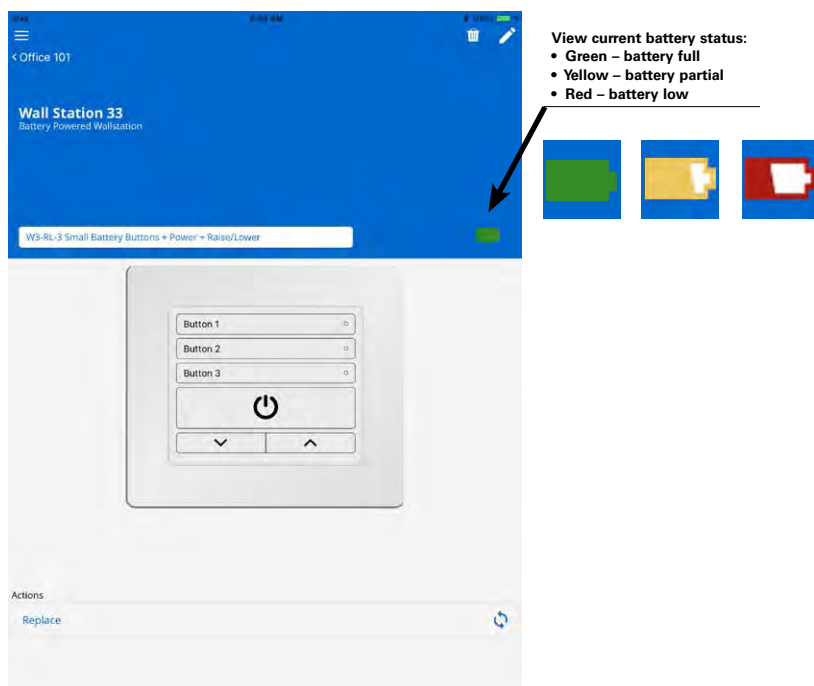 ‹ Office 101
Wall Station 33
Battery Powered Wallstation
W3-RL-3 Small Battery Buttons + Power + Raise/Lower
Button 1
Button 2
Button 3
Actions
Replace
View current battery status:
• Green – battery full
• Yellow – battery partial
• Red – battery low